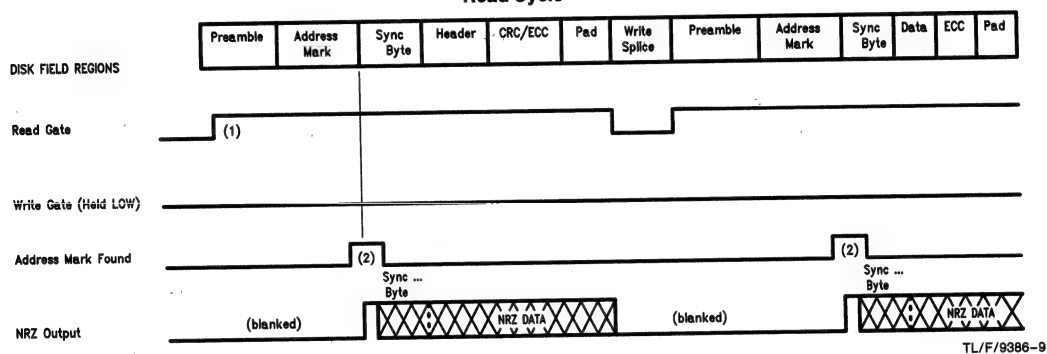 Read Cycle
Preamble Address Mark Sync Byte Header CRC/ECC Pad Write Splice Preamble Address Mark Sync Byte Data ECC Pad
DISK FIELD REGIONS
Read Gate (1)
Write Gate (Held LOW)
Address Mark Found (2) (2)
Sync ... Byte Sync ... Byte
NRZ Output (blanked) NRZ DATA (blanked) NRZ DATA
TL/F/9386-9